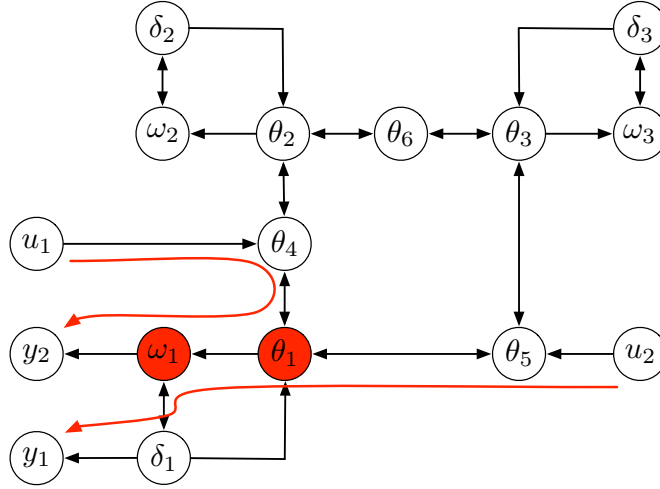 δ₂ δ₃
ω₂ θ₂ θ₆ θ₃ ω₃
u₁ θ₄
y₂ ω₁ θ₁ θ₅ u₂
y₁ δ₁